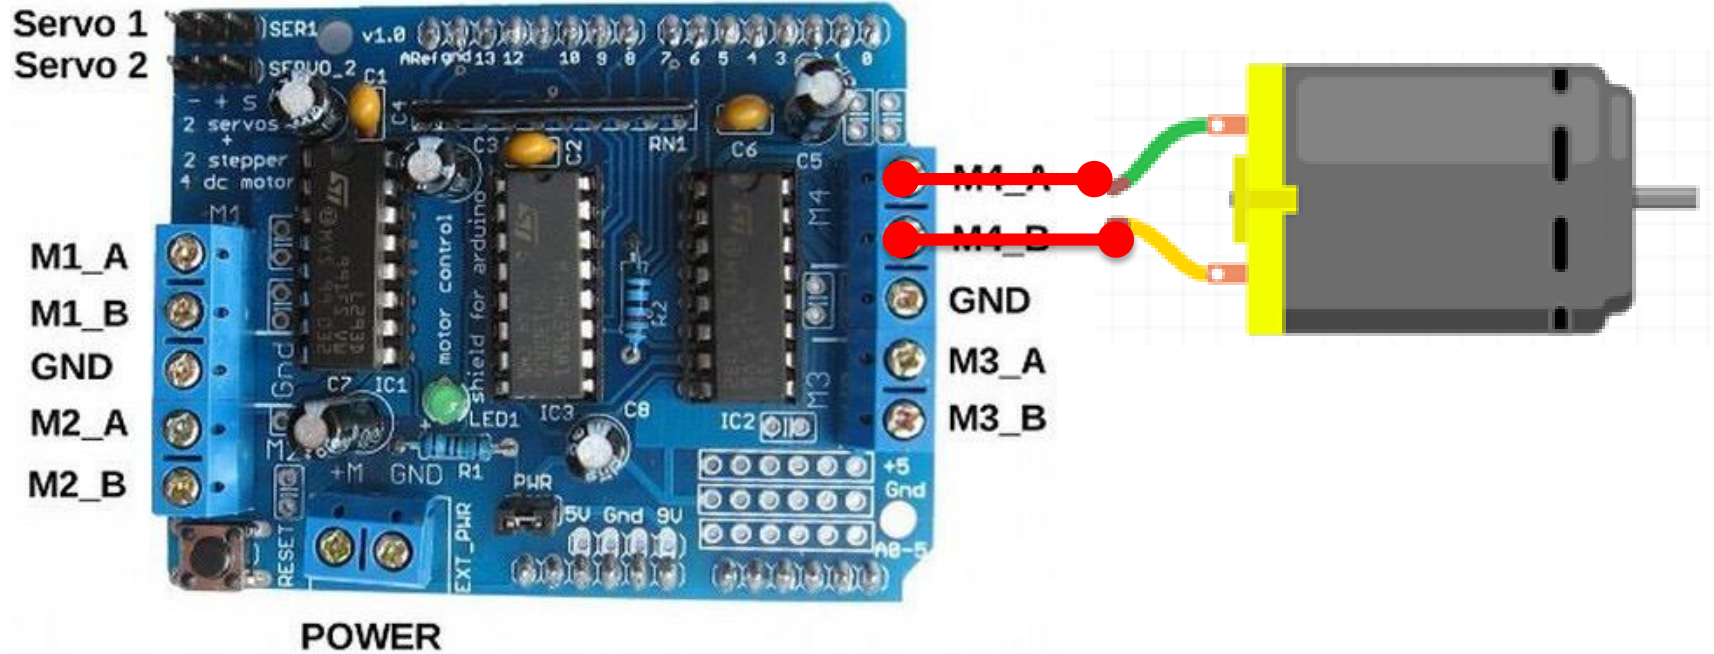 Servo 1
SER1
v1.0
Servo 2
SERVO_2
ARef gnd 13 12 10 9 8 7 6 5 4 3 1 0
- + S
C1
C4
2 servos
+
2 stepper
4 dc motor
C3
C2
RN1
C6
C5
M1
M4
M4_A
M4_B
motor control
shield for arduino
M1_A
M1_B
GND
M2_A
M2_B
Gnd
R2
GND
M3_A
M3_B
M3
C7
IC1
IC3
C8
IC2
LED1
+M
GND
R1
PWR
+5
Gnd
5V Gnd 9V
A0-5
RESET
EXT_PWR
POWER